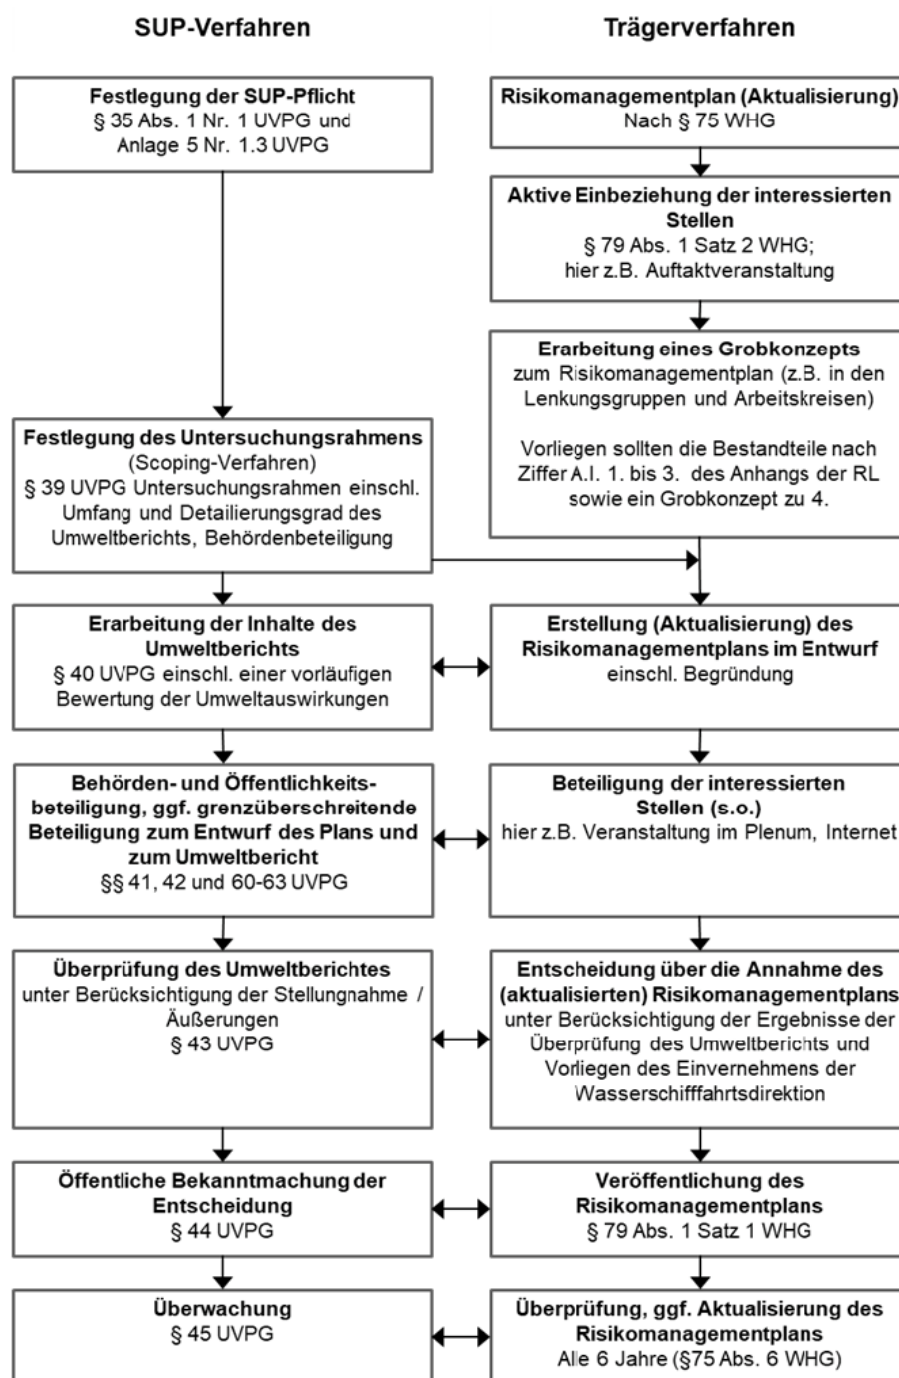 SUP-Verfahren
Trägerverfahren
Festlegung der SUP-Pflicht
§ 35 Abs. 1 Nr. 1 UVPG und
Anlage 5 Nr. 1.3 UVPG
Risikomanagementplan (Aktualisierung)
Nach § 75 WHG
Aktive Einbeziehung der interessierten
Stellen
§ 79 Abs. 1 Satz 2 WHG;
hier z.B. Auftaktveranstaltung
Erarbeitung eines Grobkonzepts
zum Risikomanagementplan (z.B. in den
Lenkungsgruppen und Arbeitskreisen)
Vorliegen sollten die Bestandteile nach
Ziffer A.I. 1. bis 3. des Anhangs der RL
sowie ein Grobkonzept zu 4.
Festlegung des Untersuchungsrahmens
(Scoping-Verfahren)
§ 39 UVPG Untersuchungsrahmen einschl.
Umfang und Detailierungsgrad des
Umweltberichts, Behördenbeteiligung
Erarbeitung der Inhalte des
Umweltberichts
§ 40 UVPG einschl. einer vorläufigen
Bewertung der Umweltauswirkungen
Erstellung (Aktualisierung) des
Risikomanagementplans im Entwurf
einschl. Begründung
Behörden- und Öffentlichkeits-
beteiligung, ggf. grenzüberschreitende
Beteiligung zum Entwurf des Plans und
zum Umweltbericht
§§ 41, 42 und 60-63 UVPG
Beteiligung der interessierten
Stellen (s.o.)
hier z.B. Veranstaltung im Plenum, Internet
Überprüfung des Umweltberichtes
unter Berücksichtigung der Stellungnahme /
Äußerungen
§ 43 UVPG
Entscheidung über die Annahme des
(aktualisierten) Risikomanagementplans
unter Berücksichtigung der Ergebnisse der
Überprüfung des Umweltberichts und
Vorliegen des Einvernehmens der
Wasserschifffahrtsdirektion
Öffentliche Bekanntmachung der
Entscheidung
§ 44 UVPG
Veröffentlichung des
Risikomanagementplans
§ 79 Abs. 1 Satz 1 WHG
Überwachung
§ 45 UVPG
Überprüfung, ggf. Aktualisierung des
Risikomanagementplans
Alle 6 Jahre (§75 Abs. 6 WHG)